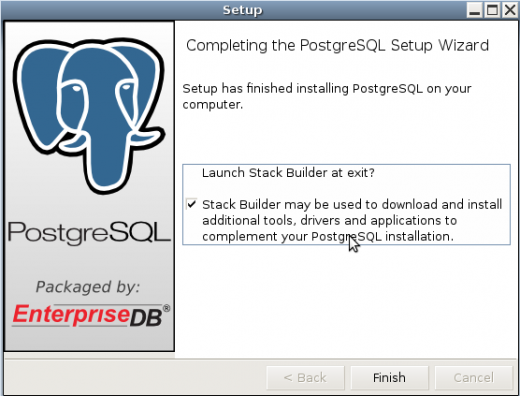 Setup
Completing the PostgreSQL Setup Wizard
Setup has finished installing PostgreSQL on your
computer.
Launch Stack Builder at exit?
Stack Builder may be used to download and install
additional tools, drivers and applications to
complement your PostgreSQL installation.
PostgreSQL
Packaged by:
EnterpriseDB®
< Back
Finish
Cancel